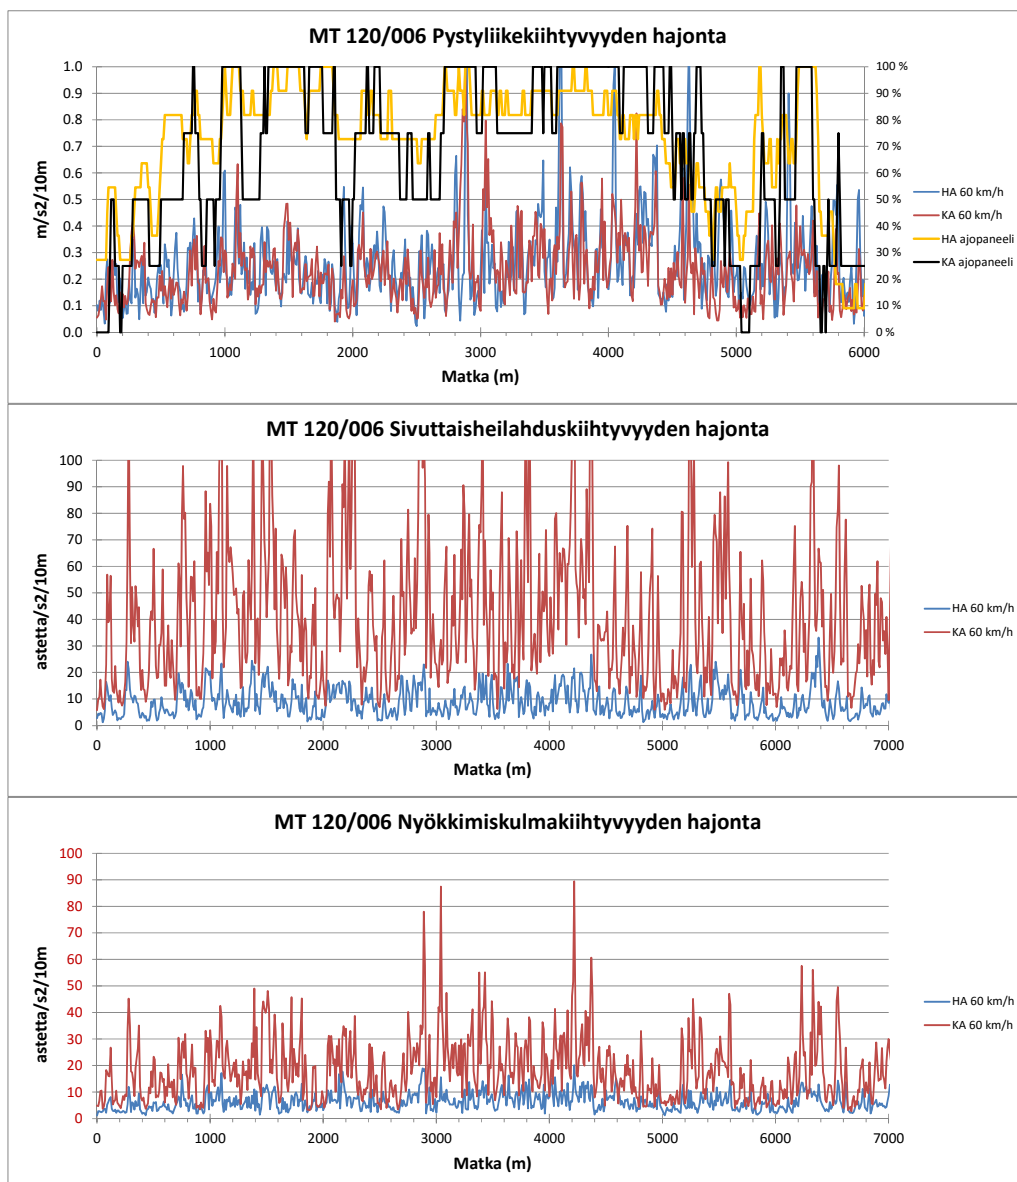 MT 120/006 Pystyliikekiihtyvyyden hajonta
1.0
0.9
0.8
0.7
0.6
0.5
0.4
0.3
0.2
0.1
0.0
m/s2/10m
100 %
90 %
80 %
70 %
60 %
50 %
40 %
30 %
20 %
10 %
0 %
0 1000 2000 3000 4000 5000 6000
Matka (m)
HA 60 km/h
KA 60 km/h
HA ajopaneeli
KA ajopaneeli
MT 120/006 Sivuttaisheilahduskiihtyvyyden hajonta
100
90
80
70
60
50
40
30
20
10
0
astetta/s2/10m
0 1000 2000 3000 4000 5000 6000 7000
Matka (m)
HA 60 km/h
KA 60 km/h
MT 120/006 Nyökkimiskulmakiihtyvyyden hajonta
100
90
80
70
60
50
40
30
20
10
0
astetta/s2/10m
0 1000 2000 3000 4000 5000 6000 7000
Matka (m)
HA 60 km/h
KA 60 km/h